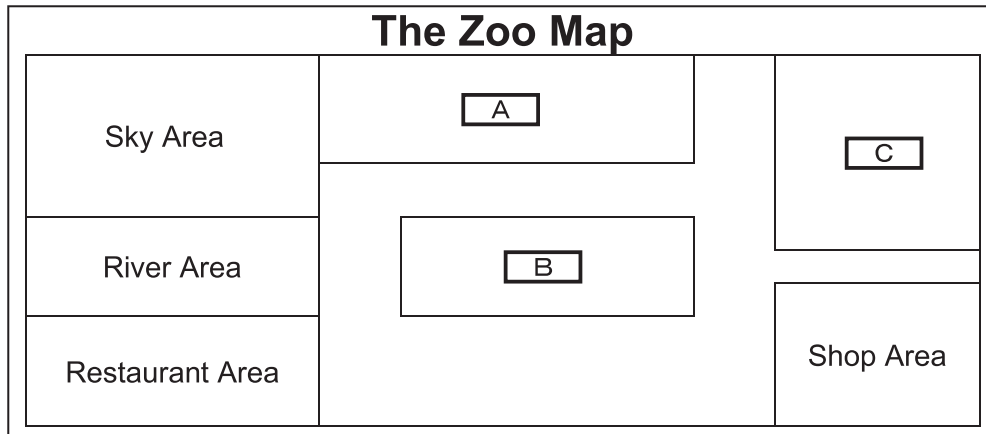 The Zoo Map
Sky Area
A
C
River Area
B
Restaurant Area
Shop Area